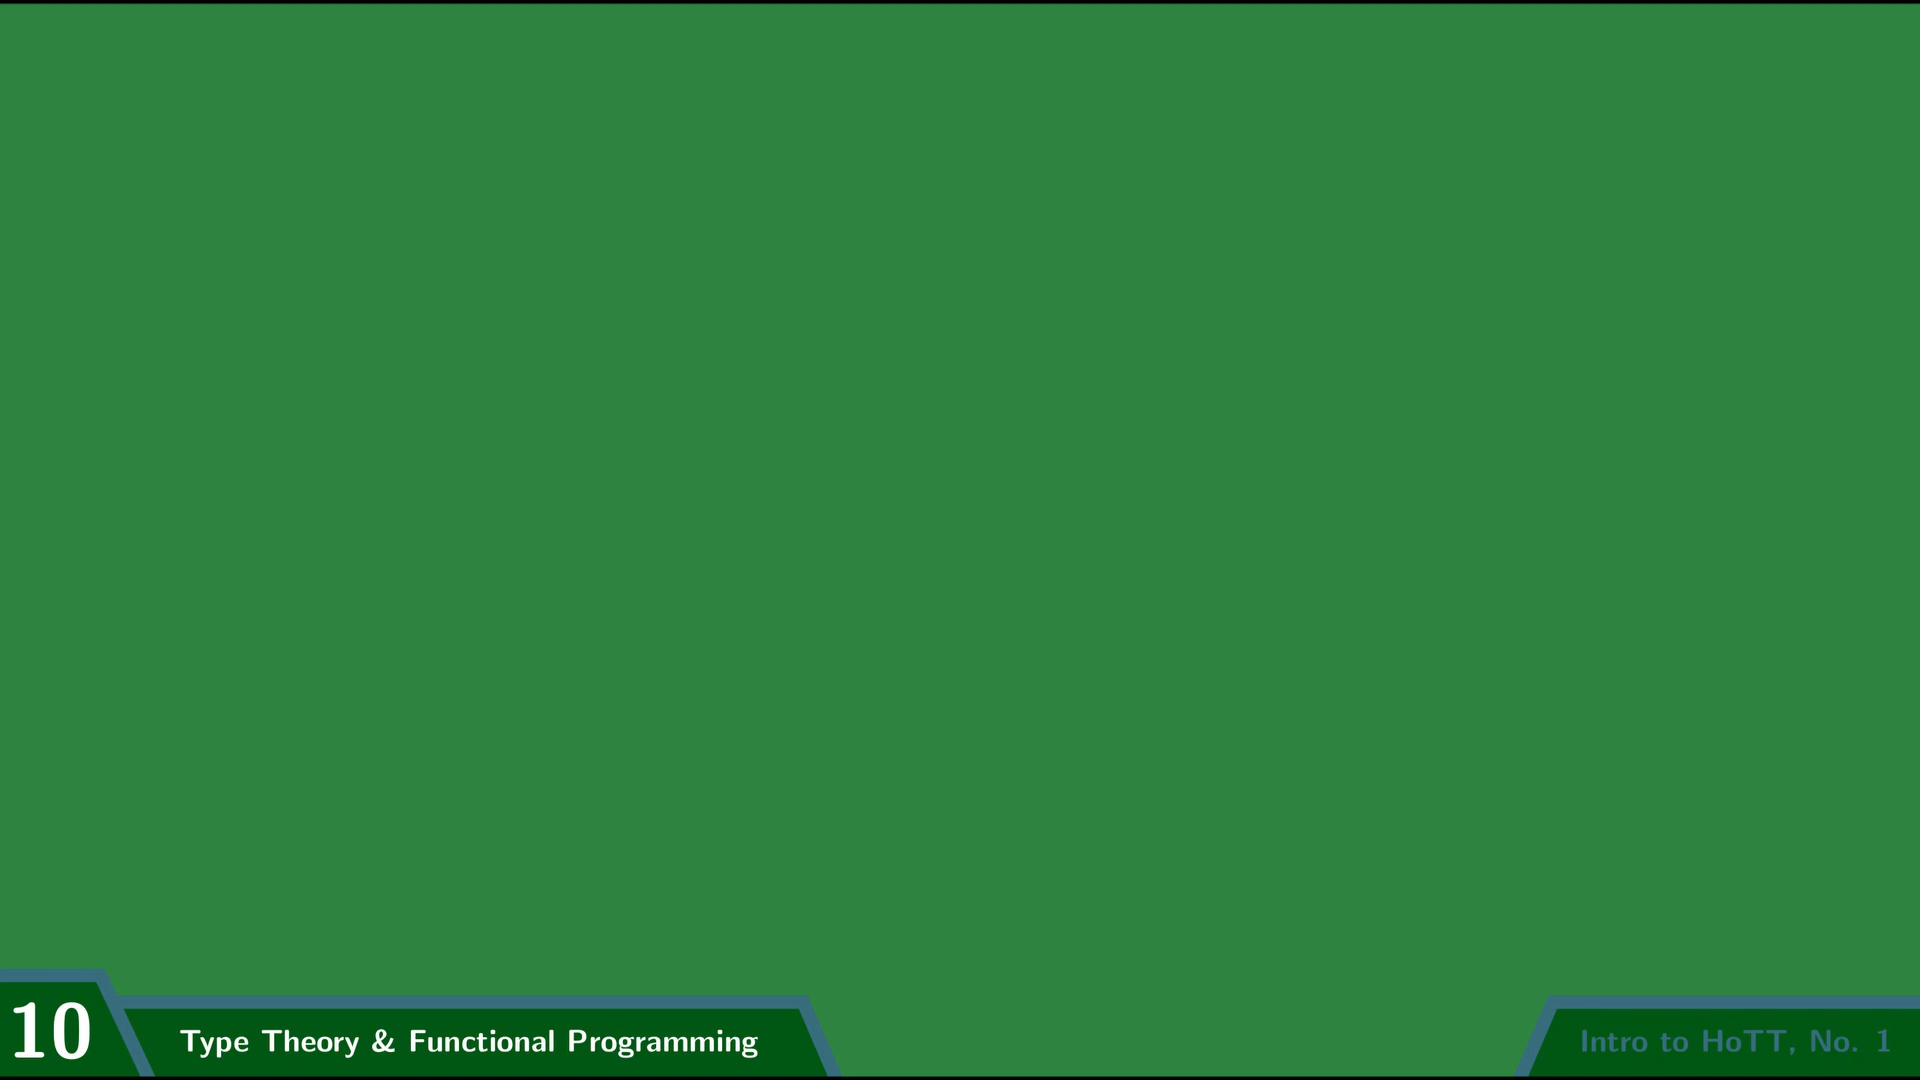 10
Type Theory & Functional Programming
Intro to HoTT, No. 1